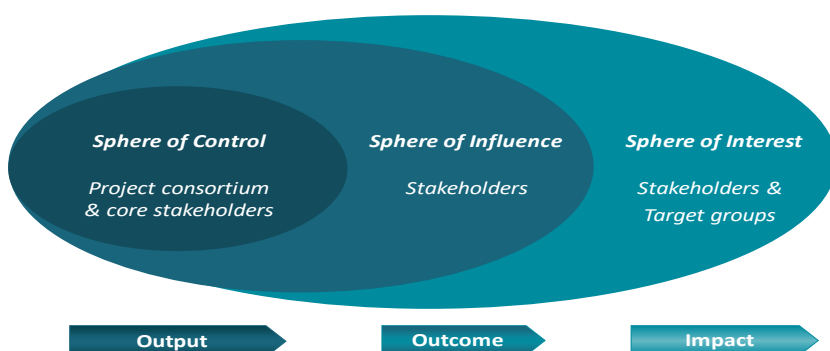 Sphere of Control
Project consortium
& core stakeholders
Sphere of Influence
Stakeholders
Sphere of Interest
Stakeholders &
Target groups
Output
Outcome
Impact